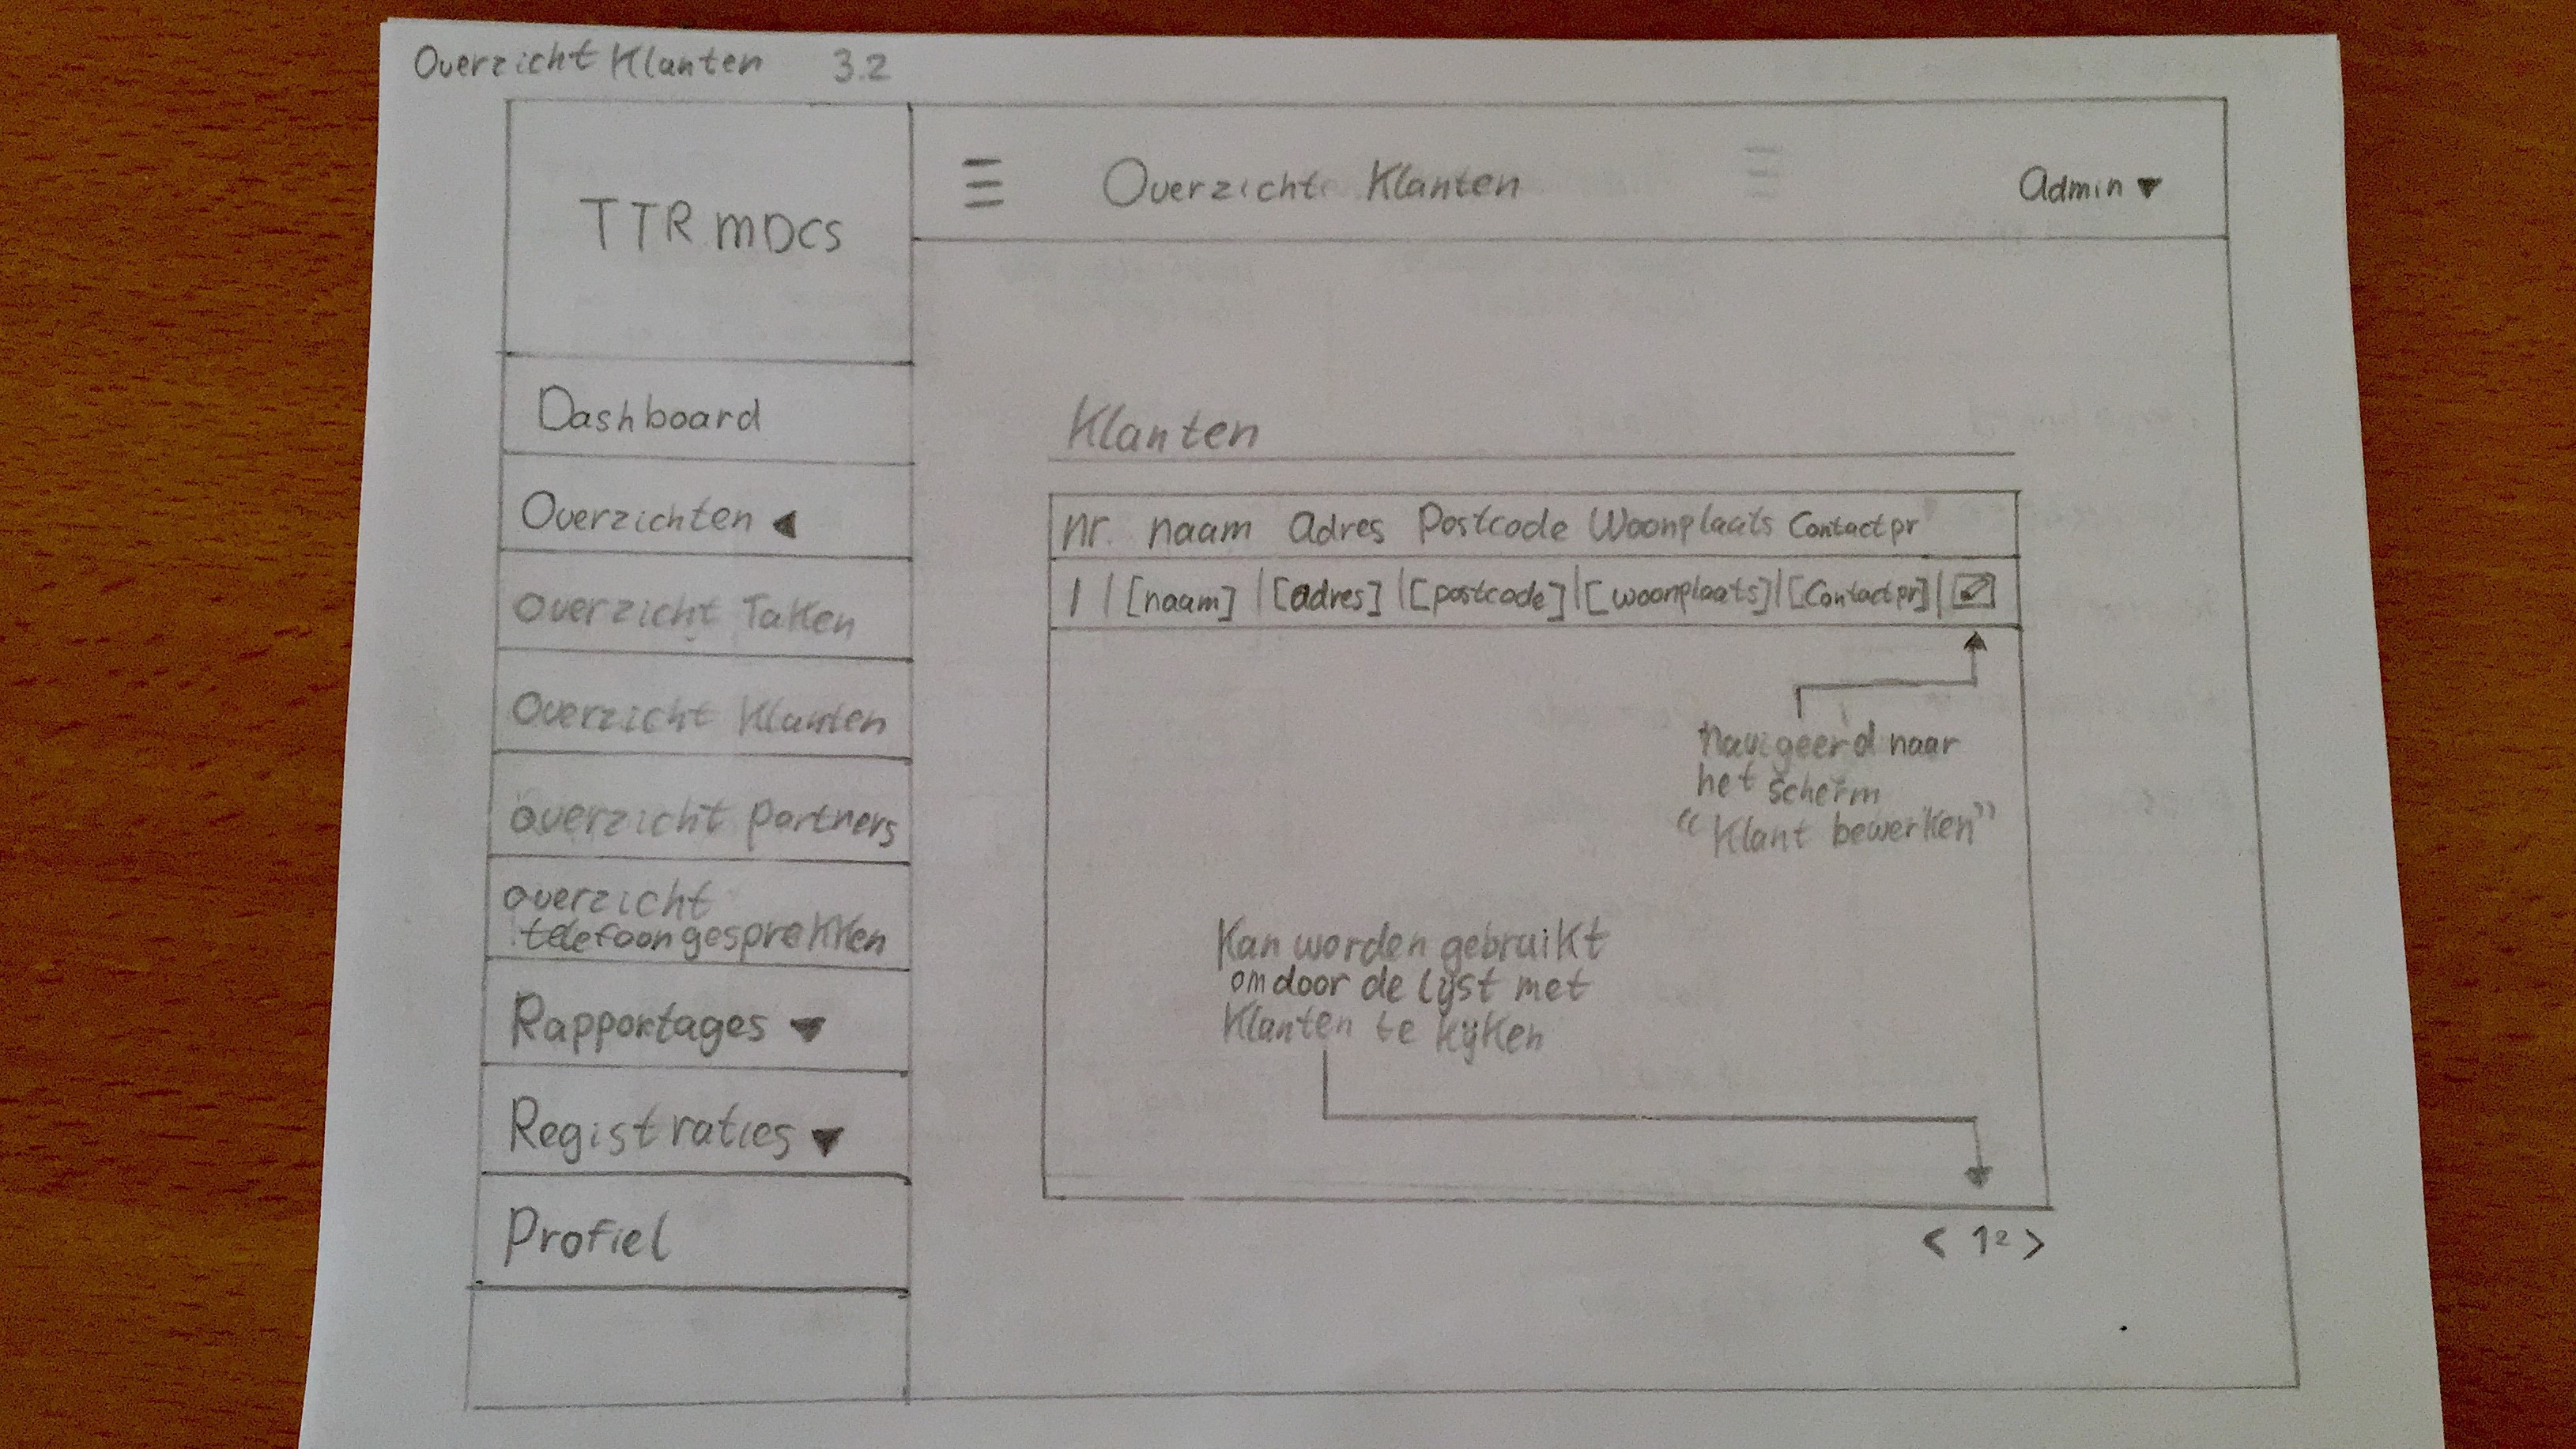 Overzicht Klanten 3.2
TTR MDCS
Overzicht Klanten
Admin
Dashboard
Overzichten
Overzicht Taken
Overzicht Klanten
Overzicht partners
overzicht
telefoongesprekken
Rapportages
Registraties
Profiel
Klanten
nr. naam Adres Postcode Woonplaats Contactpr
1 | [naam] | [adres] | [postcode] | [woonplaats] | [Contactpr] |
Navigeerd naar
het scherm
“Klant bewerken”
Kan worden gebruikt
om door de lijst met
Klanten te kijken
< 1 2 >